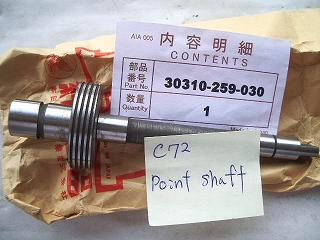 AIA 005
内容明細
CONTENTS
部品
番号
Part No.
30310-259-030
数量
Quantity
1
C72
Point shaft